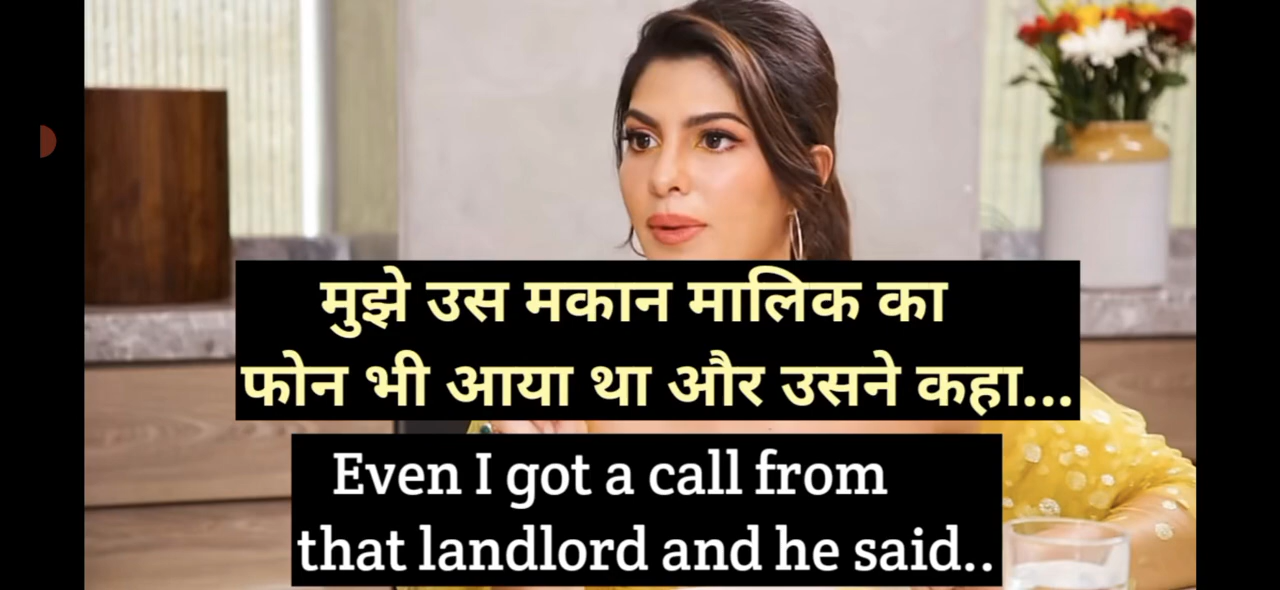 मुझे उस मकान मालिक का
फोन भी आया था और उसने कहा...
Even I got a call from
that landlord and he said..